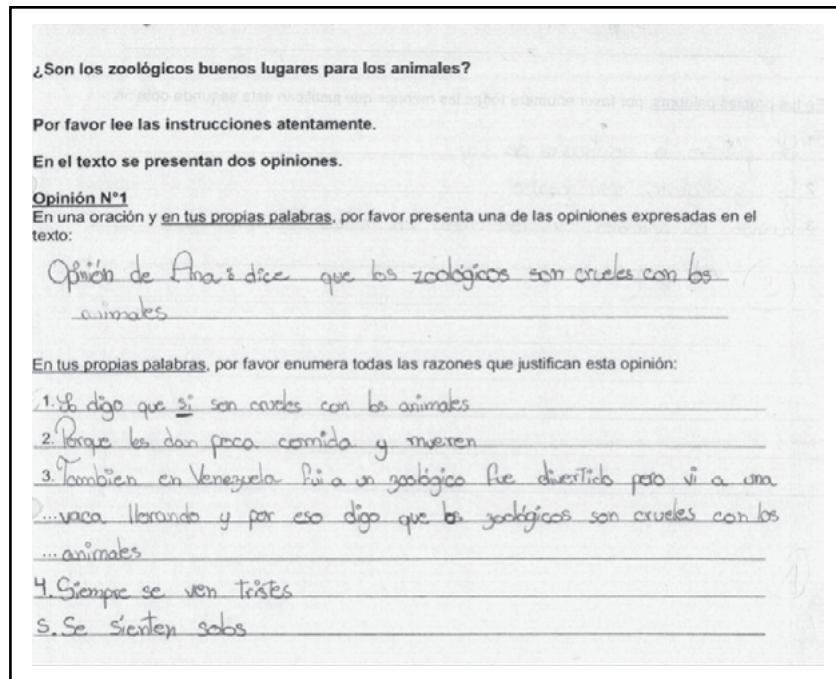 ¿Son los zoológicos buenos lugares para los animales?
Por favor lee las instrucciones atentamente.
En el texto se presentan dos opiniones.
Opinión N°1
En una oración y en tus propias palabras, por favor presenta una de las opiniones expresadas en el
texto:
Opinión de Ana: dice que los zoologicos son crueles con los
animales
En tus propias palabras, por favor enumera todas las razones que justifican esta opinión:
1. Yo digo que si son crueles con los animales
2. Porque les dan poca comida y mueren
3. Tambien en Venezuela fui a un zoológico fue divertido pero vi a una
...vaca llorando y por eso digo que los zoológicos son crueles con los
... animales
4. Siempre se ven tristes
5. Se sienten solos